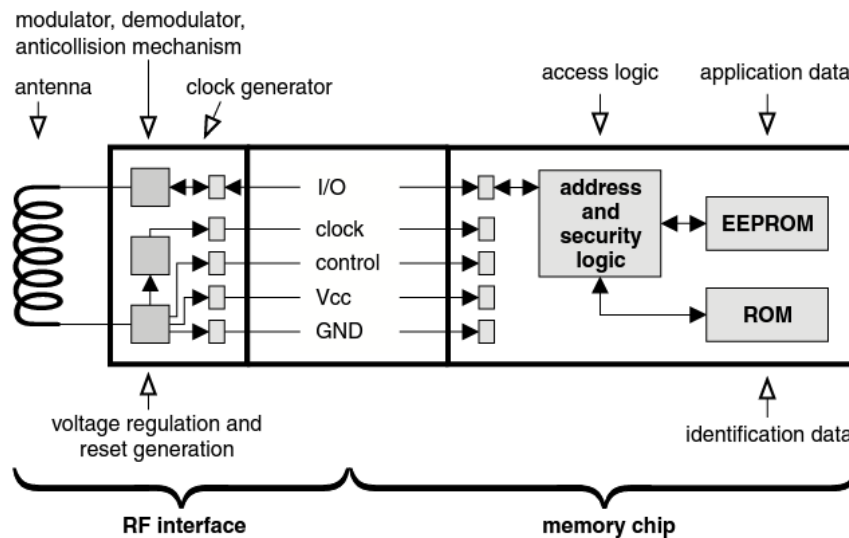 modulator, demodulator,
anticollision mechanism
antenna
clock generator
access logic
application data
I/O
clock
control
Vcc
GND
address
and
security
logic
EEPROM
ROM
voltage regulation and
reset generation
identification data
RF interface
memory chip